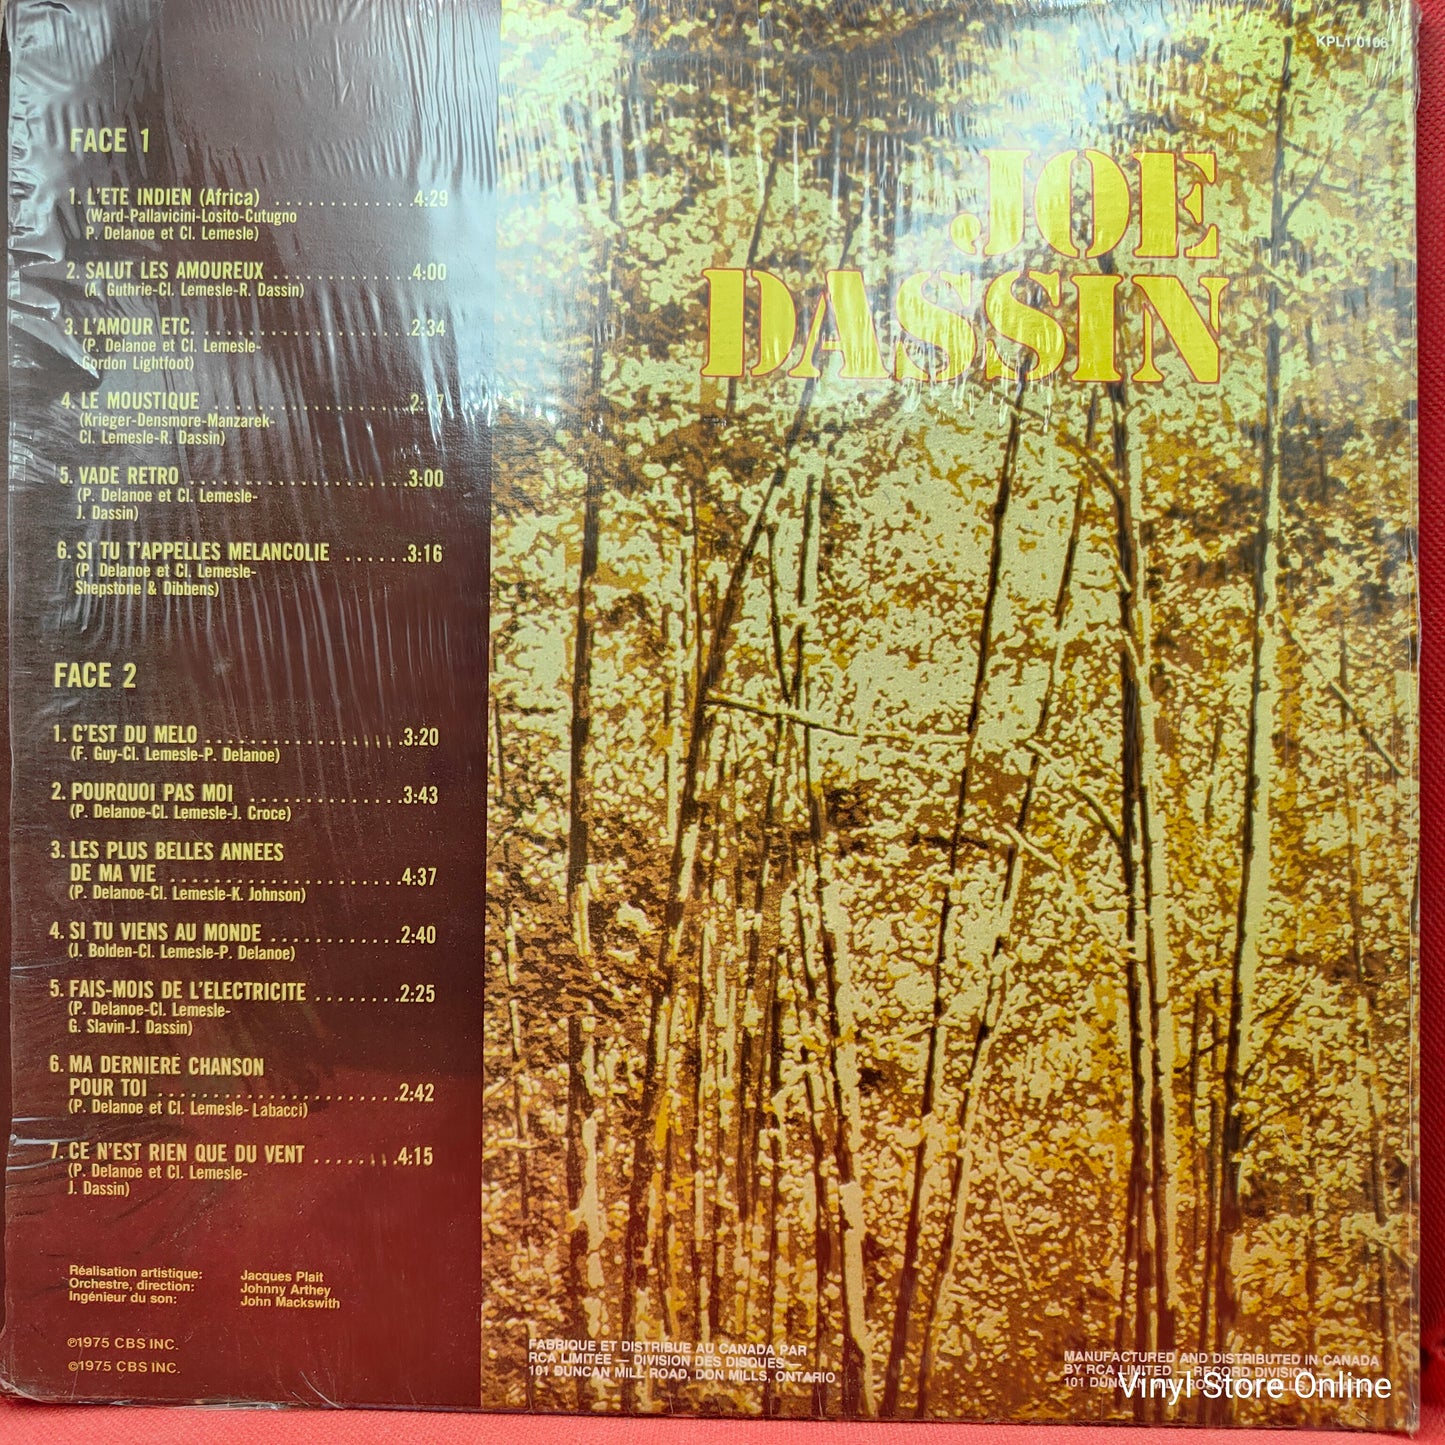 KPL1 0106
JOE
DASSIN
FACE 1
1. L'ETE INDIEN (Africa) .............4:29
(Ward-Pallavicini-Losito-Cutugno
P. Delanoe et Cl. Lemesle)
2. SALUT LES AMOUREUX .............4:00
(A. Guthrie-Cl. Lemesle-R. Dassin)
3. L'AMOUR ETC. ....................2:34
(P. Delanoe et Cl. Lemesle-
Gordon Lightfoot)
4. LE MOUSTIQUE ...................
(Krieger-Densmore-Manzarek-
Cl. Lemesle-R. Dassin)
5. VADE RETRO .....................3:00
(P. Delanoe et Cl. Lemesle-
J. Dassin)
6. SI TU T'APPELLES MELANCOLIE ......3:16
(P. Delanoe et Cl. Lemesle-
Shepstone & Dibbens)
FACE 2
1. C'EST DU MELO ...................3:20
(F. Guy-Cl. Lemesle-P. Delanoe)
2. POURQUOI PAS MOI ...............3:43
(P. Delanoe-Cl. Lemesle-J. Croce)
3. LES PLUS BELLES ANNEES
DE MA VIE .......................4:37
(P. Delanoe-Cl. Lemesle-K. Johnson)
4. SI TU VIENS AU MONDE ............2:40
(J. Bolden-Cl. Lemesle-P. Delanoe)
5. FAIS-MOIS DE L'ELECTRICITE ........2:25
(P. Delanoe-Cl. Lemesle-
G. Slavin-J. Dassin)
6. MA DERNIERE CHANSON
POUR TOI ........................2:42
(P. Delanoe et Cl. Lemesle-Labacci)
7. CE N'EST RIEN QUE DU VENT ........4:15
(P. Delanoe et Cl. Lemesle-
J. Dassin)
Réalisation artistique: Jacques Plait
Orchestre, direction: Johnny Arthey
Ingénieur du son: John Mackswith
℗1975 CBS INC.
©1975 CBS INC.
FABRIQUE ET DISTRIBUE AU CANADA PAR
RCA LIMITÉE — DIVISION DES DISQUES —
101 DUNCAN MILL ROAD, DON MILLS, ONTARIO
MANUFACTURED AND DISTRIBUTED IN CANADA
BY RCA LIMITED — RECORD DIVISION
101 DUNCAN MILL ROAD, DON MILLS, ONTARIO
Vinyl Store Online